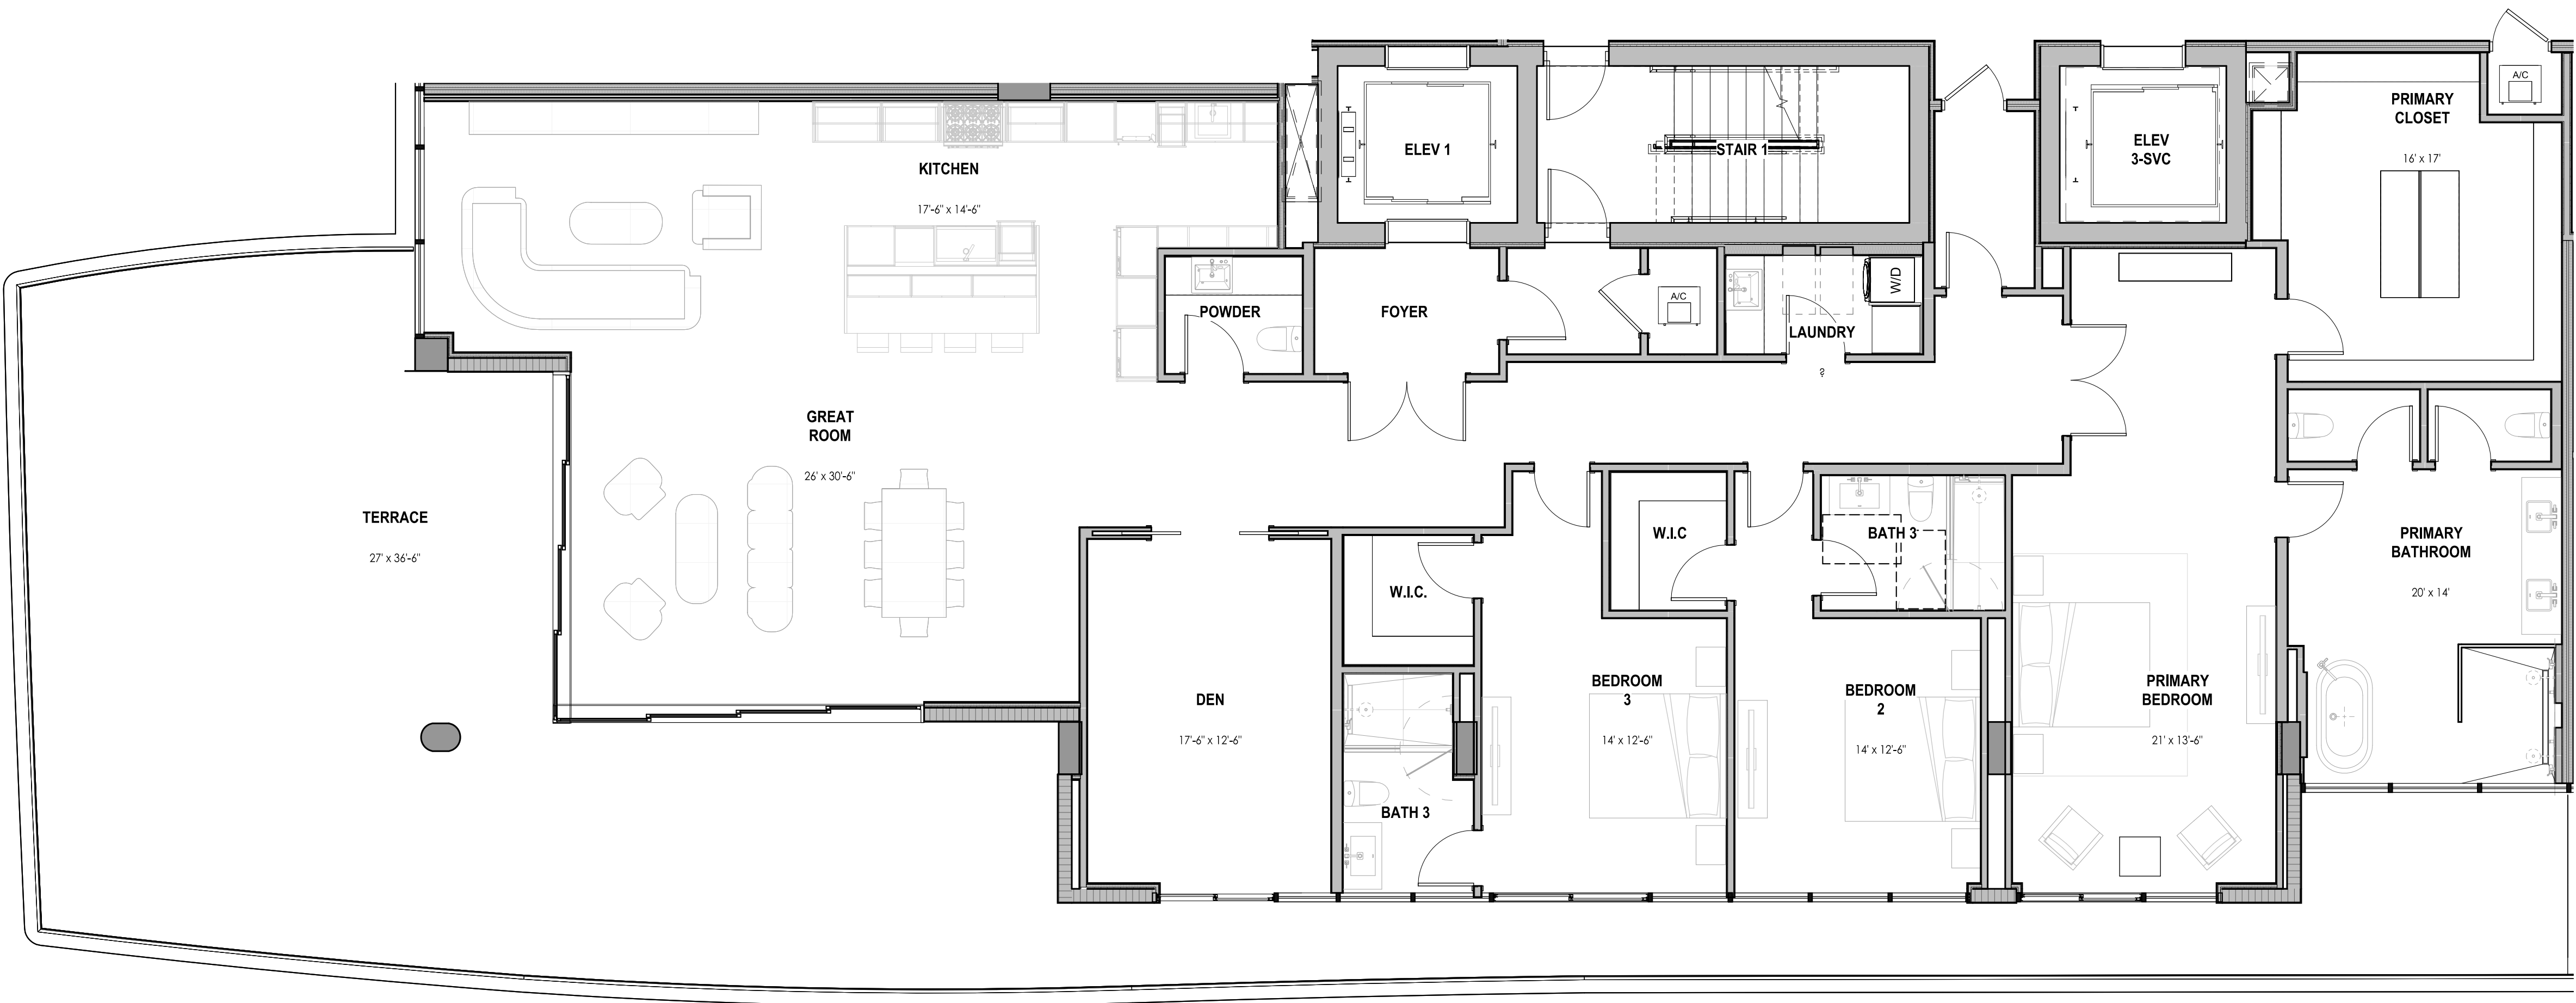 A/C
PRIMARY
CLOSET
16' x 17'
ELEV 1
STAIR 1
ELEV
3-SVC
KITCHEN
17'-6" x 14'-6"
POWDER
FOYER
A/C
LAUNDRY
W/D
?
GREAT
ROOM
26' x 30'-6"
TERRACE
27' x 36'-6"
W.I.C.
W.I.C
BATH 3
PRIMARY
BATHROOM
20' x 14'
DEN
17'-6" x 12'-6"
BEDROOM
3
14' x 12'-6"
BEDROOM
2
14' x 12'-6"
PRIMARY
BEDROOM
21' x 13'-6"
BATH 3